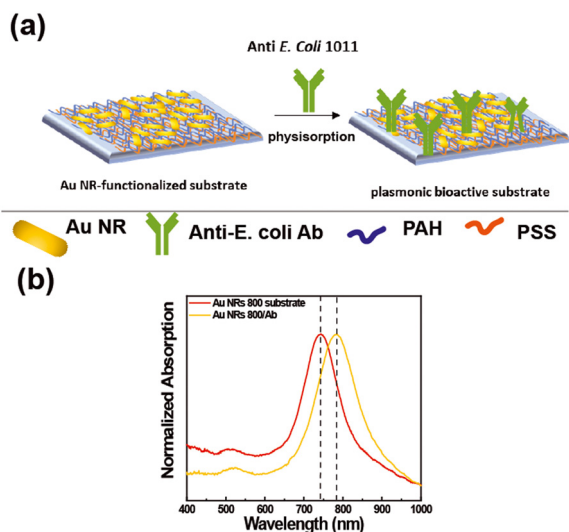 (a)
Anti E. Coli 1011
physisorption
Au NR-functionalized substrate
plasmonic bioactive substrate
Au NR
Anti-E. coli Ab
PAH
PSS
(b)
Au NRs 800 substrate
Au NRs 800/Ab
Normalized Absorption
400 500 600 700 800 900 1000
Wavelength (nm)